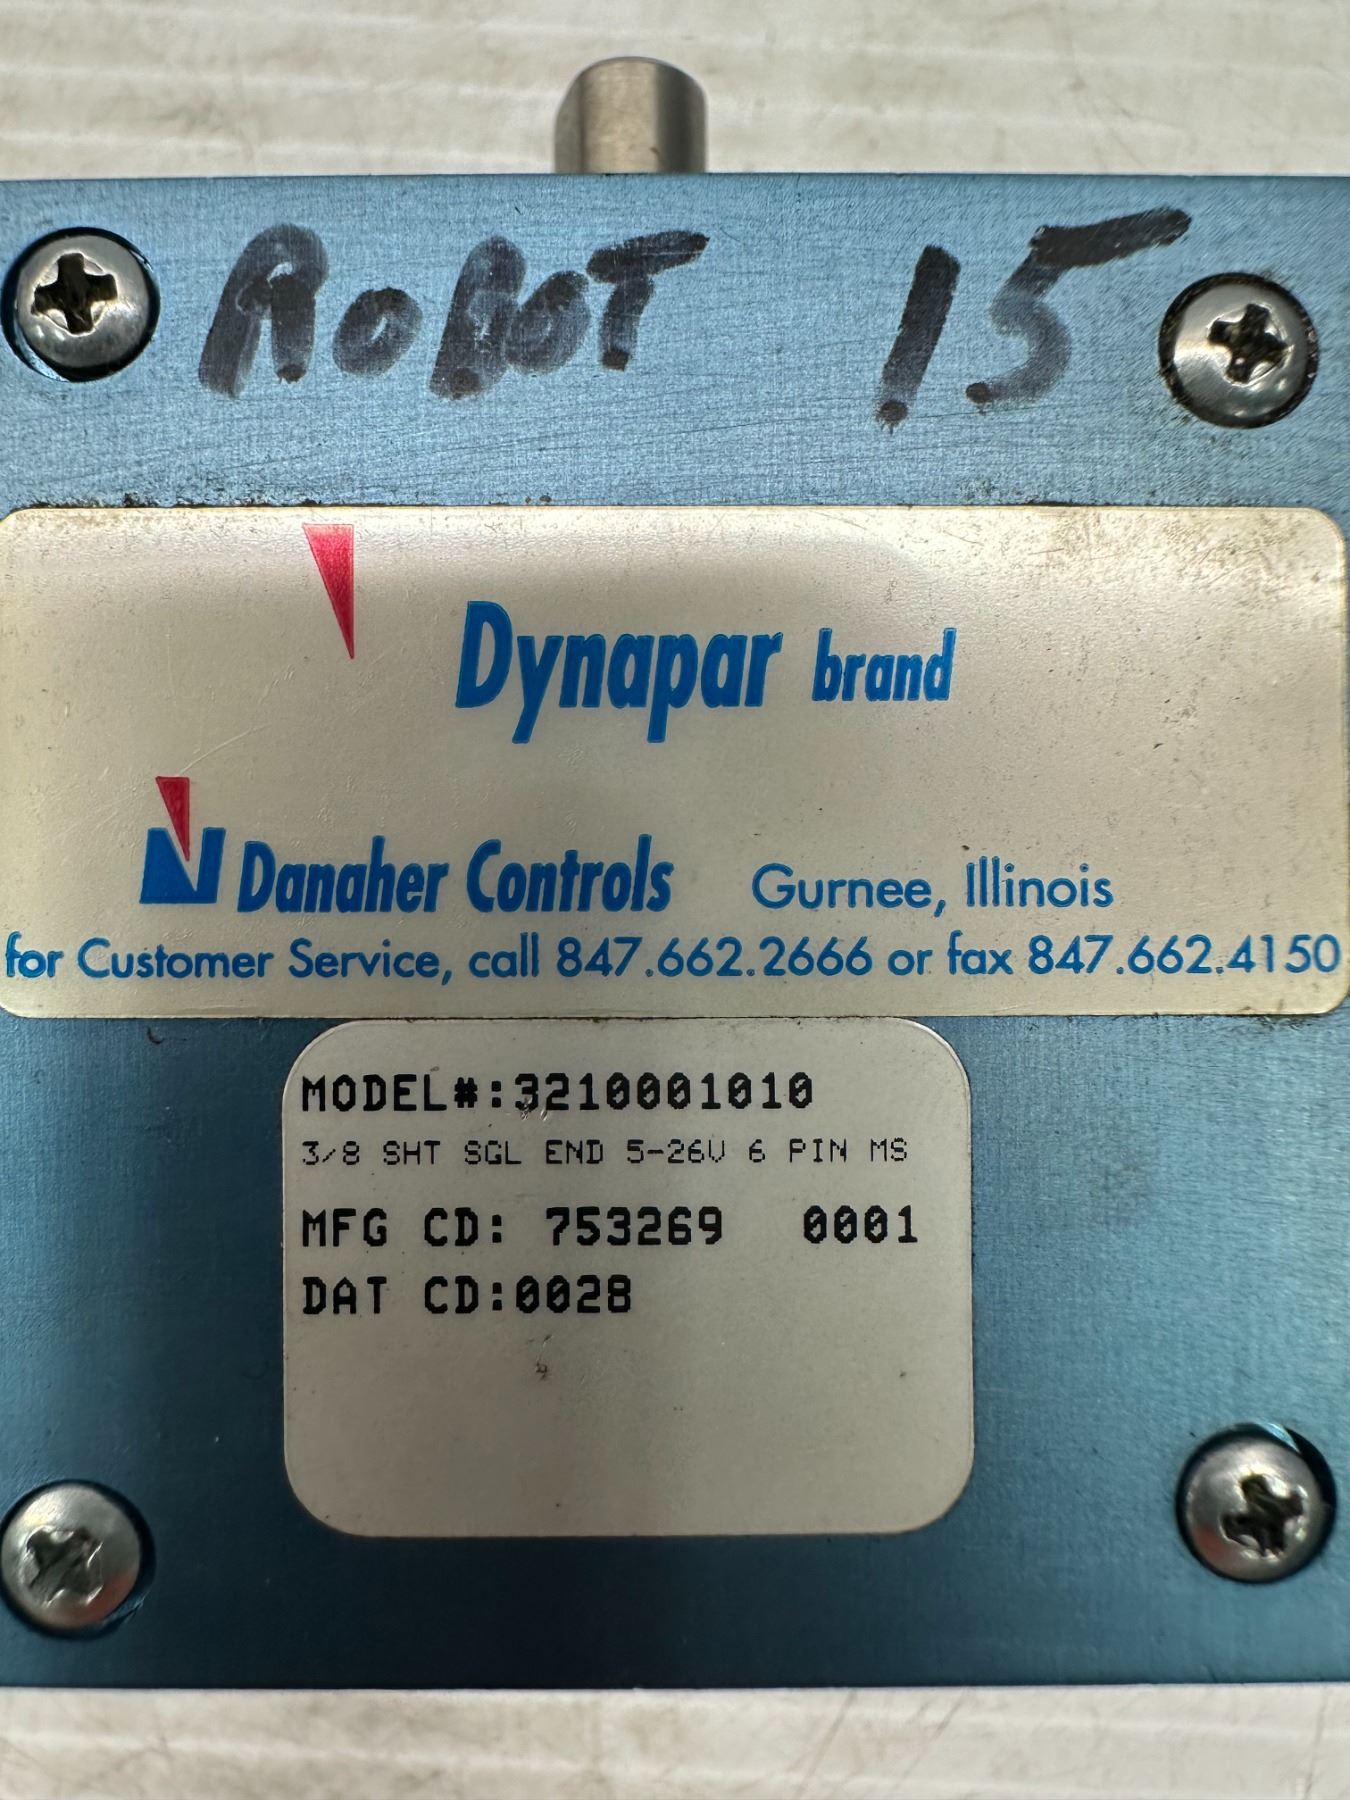 ROBOT 15
Dynapar brand
Danaher Controls Gurnee, Illinois
for Customer Service, call 847.662.2666 or fax 847.662.4150
MODEL#:3210001010
3/8 SHT SGL END 5-26V 6 PIN MS
MFG CD: 753269 0001
DAT CD:0028